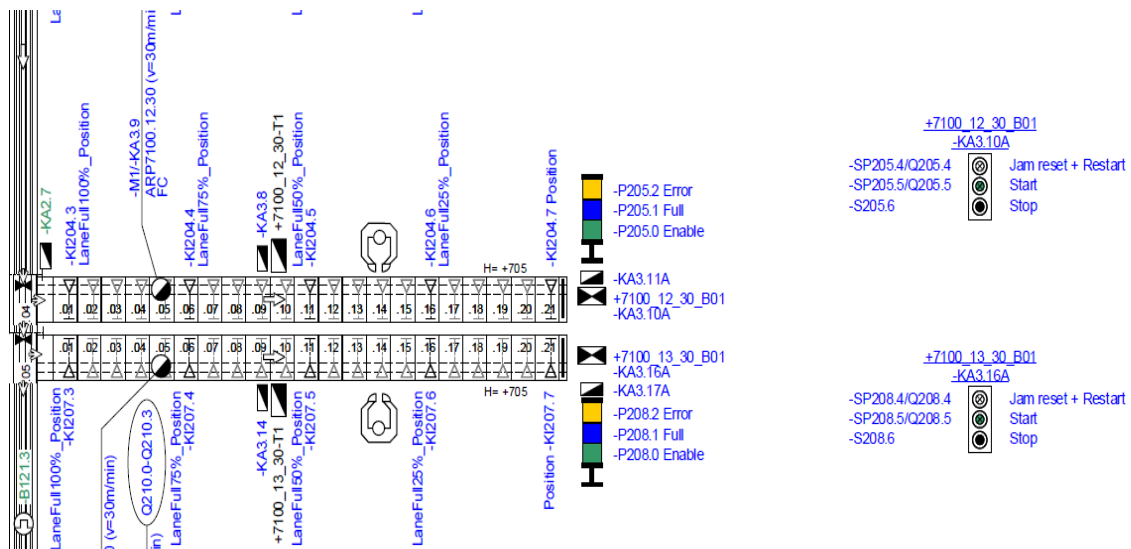 -KA2.7
-KI204.3
LaneFull100%_Position
-M1/-KA3.9
ARP7100.12.30 (v=30m/mi
FC
-KI204.4
LaneFull75%_Position
-KA3.8
+7100_12_30-T1
LaneFull50%_Position
-KI204.5
-KI204.6
LaneFull25%_Position
-KI204.7 Position
H= +705
04
.01 .02 .03 .04 .05 .06 .07 .08 .09 .10 .11 .12 .13 .14 .15 .16 .17 .18 .19 .20 .21
-P205.2 Error
-P205.1 Full
-P205.0 Enable
-KA3.11A
+7100_12_30_B01
-KA3.10A
+7100_12_30_B01
-KA3.10A
-SP205.4/Q205.4 Jam reset + Restart
-SP205.5/Q205.5 Start
-S205.6 Stop
.05
.01 .02 .03 .04 .05 .06 .07 .08 .09 .10 .11 .12 .13 .14 .15 .16 .17 .18 .19 .20 .21
H= +705
-B121.3
LaneFull100%_Position
-KI207.3
0 (v=30m/min)
Q210.0-Q210.3
in)
LaneFull75%_Position
-KI207.4
-KA3.14
+7100_13_30-T1
LaneFull50%_Position
-KI207.5
LaneFull25%_Position
-KI207.6
Position -KI207.7
+7100_13_30_B01
-KA3.16A
-KA3.17A
-P208.2 Error
-P208.1 Full
-P208.0 Enable
+7100_13_30_B01
-KA3.16A
-SP208.4/Q208.4 Jam reset + Restart
-SP208.5/Q208.5 Start
-S208.6 Stop